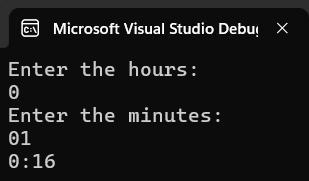 Microsoft Visual Studio Debug
Enter the hours:
0
Enter the minutes:
01
0:16